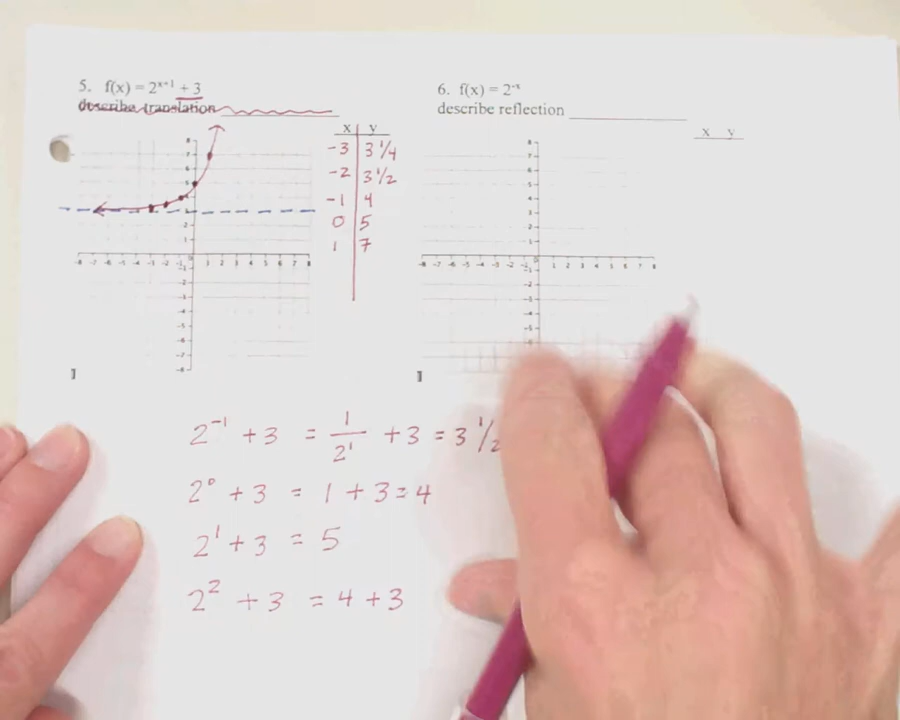 5. f(x) = 2^{x+1} + 3
describe translation
x y
-3 3 1/4
-2 3 1/2
-1 4
0 5
1 7
6. f(x) = 2^{-x}
describe reflection
x y
2^{-1} + 3 = 1/2^1 + 3 = 3 1/2
2^0 + 3 = 1 + 3 = 4
2^1 + 3 = 5
2^2 + 3 = 4 + 3